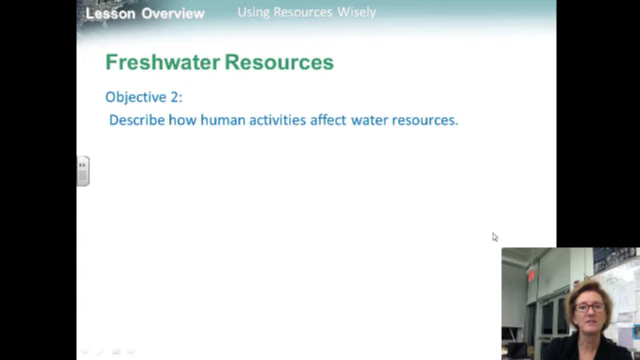 Lesson Overview
Using Resources Wisely
Freshwater Resources
Objective 2:
Describe how human activities affect water resources.